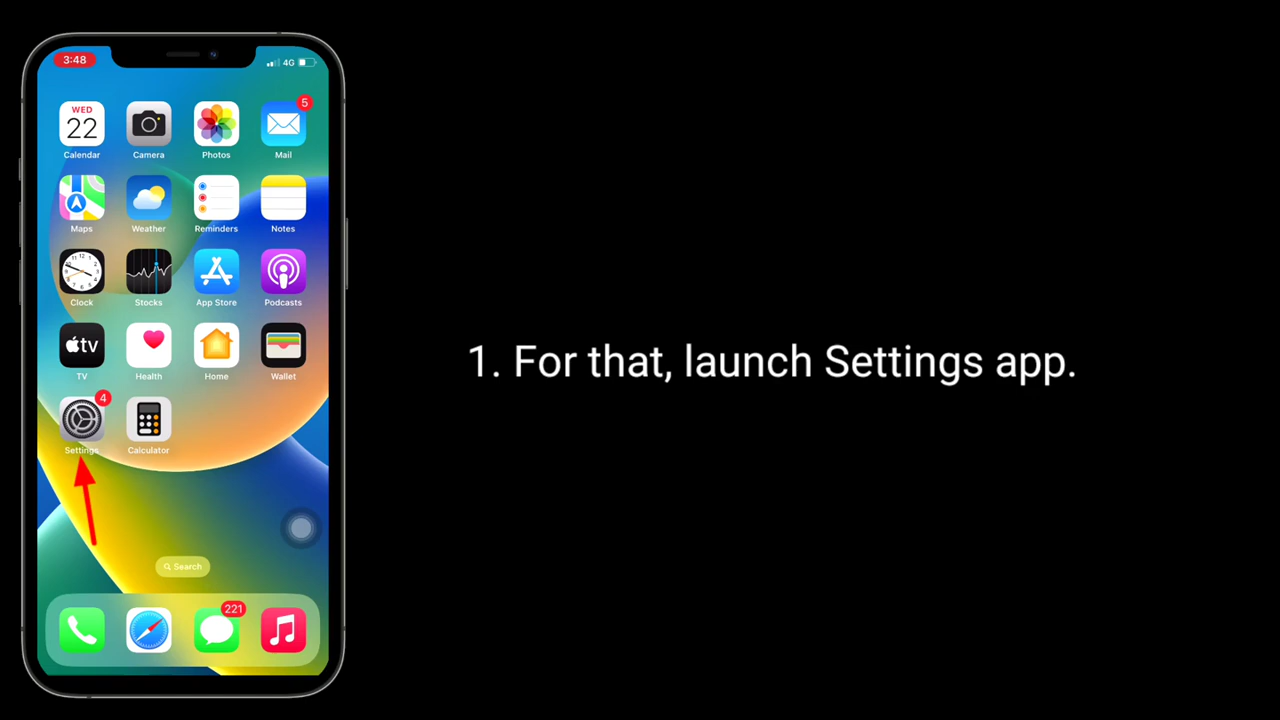 3:48
4G
WED
22
5
Calendar
Camera
Photos
Mail
Maps
Weather
Reminders
Notes
12
Clock
Stocks
App Store
Podcasts
tv
TV
Health
Home
Wallet
4
Settings
Calculator
Search
221
1. For that, launch Settings app.